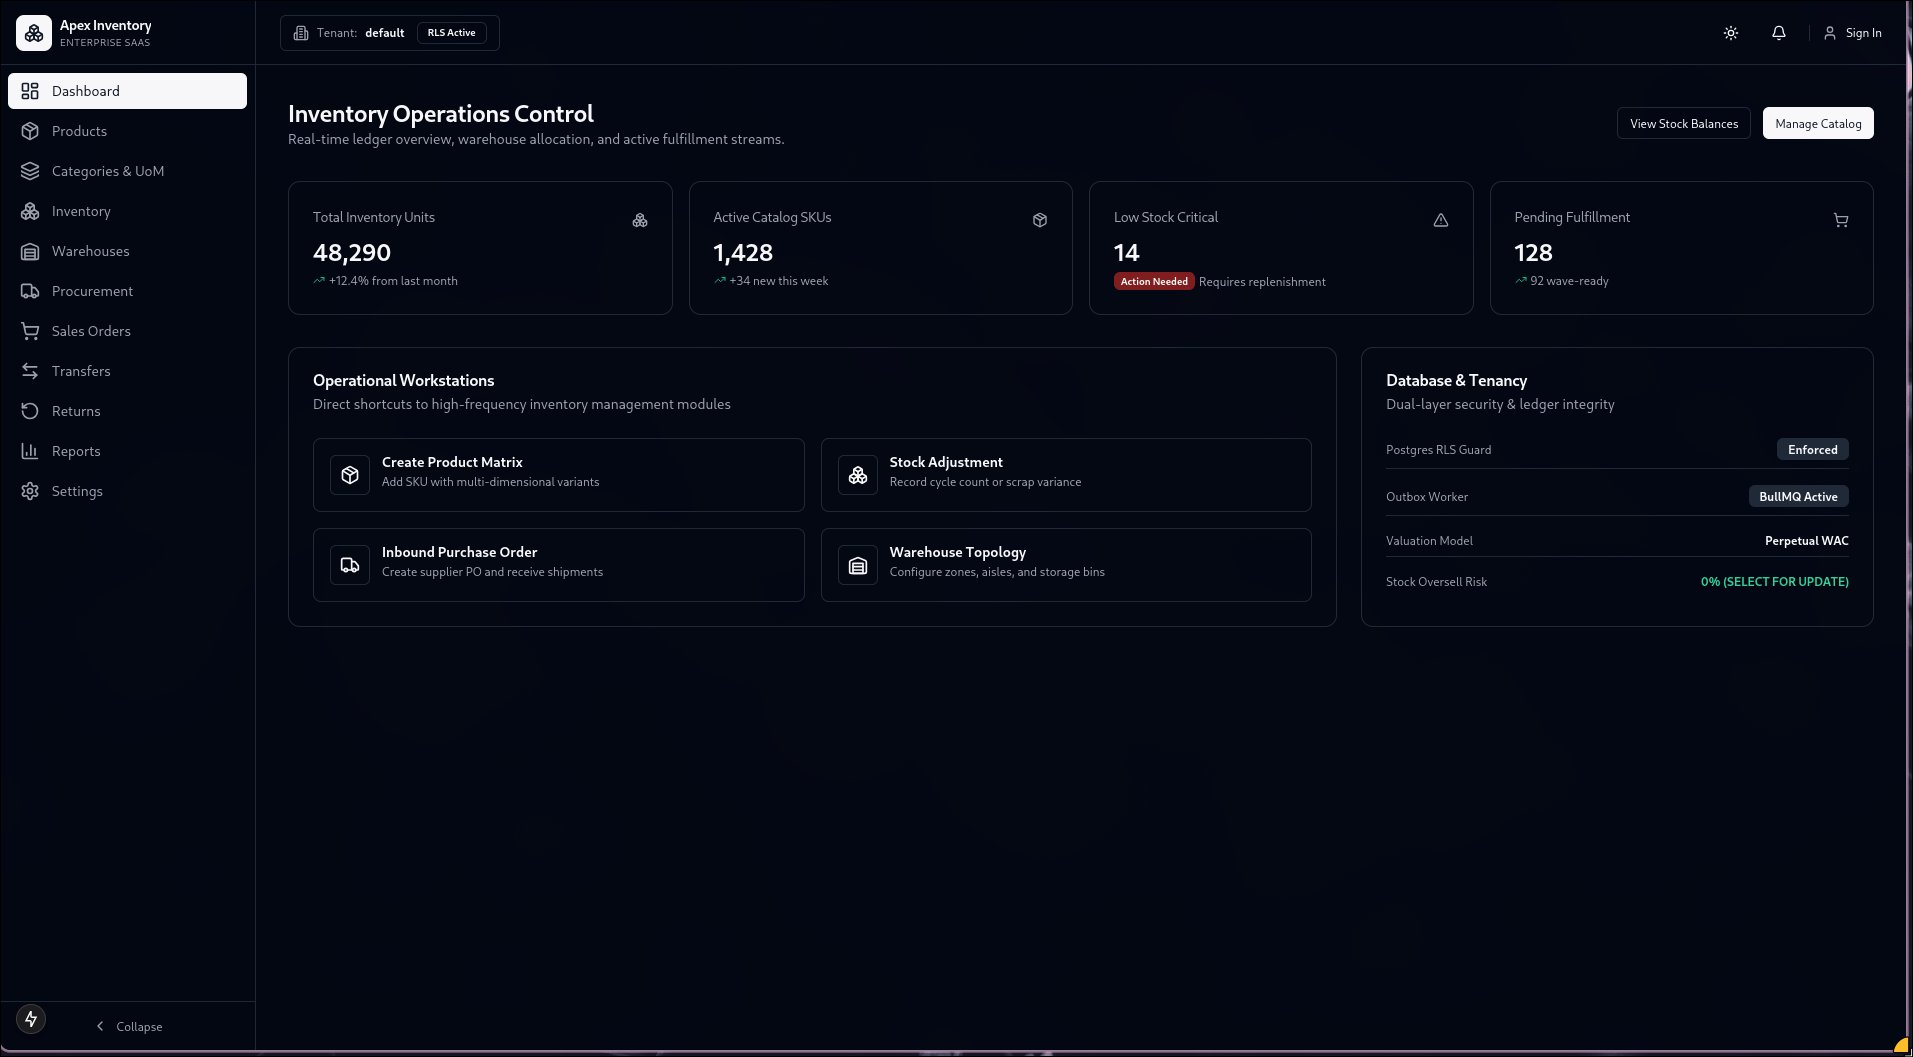 Apex Inventory
ENTERPRISE SAAS
Tenant: default RLS Active
Sign In
Dashboard
Products
Categories & UoM
Inventory
Warehouses
Procurement
Sales Orders
Transfers
Returns
Reports
Settings
Collapse
Inventory Operations Control
Real-time ledger overview, warehouse allocation, and active fulfillment streams.
View Stock Balances
Manage Catalog
Total Inventory Units
48,290
+12.4% from last month
Active Catalog SKUs
1,428
+34 new this week
Low Stock Critical
14
Action Needed Requires replenishment
Pending Fulfillment
128
92 wave-ready
Operational Workstations
Direct shortcuts to high-frequency inventory management modules
Create Product Matrix
Add SKU with multi-dimensional variants
Stock Adjustment
Record cycle count or scrap variance
Inbound Purchase Order
Create supplier PO and receive shipments
Warehouse Topology
Configure zones, aisles, and storage bins
Database & Tenancy
Dual-layer security & ledger integrity
Postgres RLS Guard Enforced
Outbox Worker BullMQ Active
Valuation Model Perpetual WAC
Stock Oversell Risk 0% (SELECT FOR UPDATE)